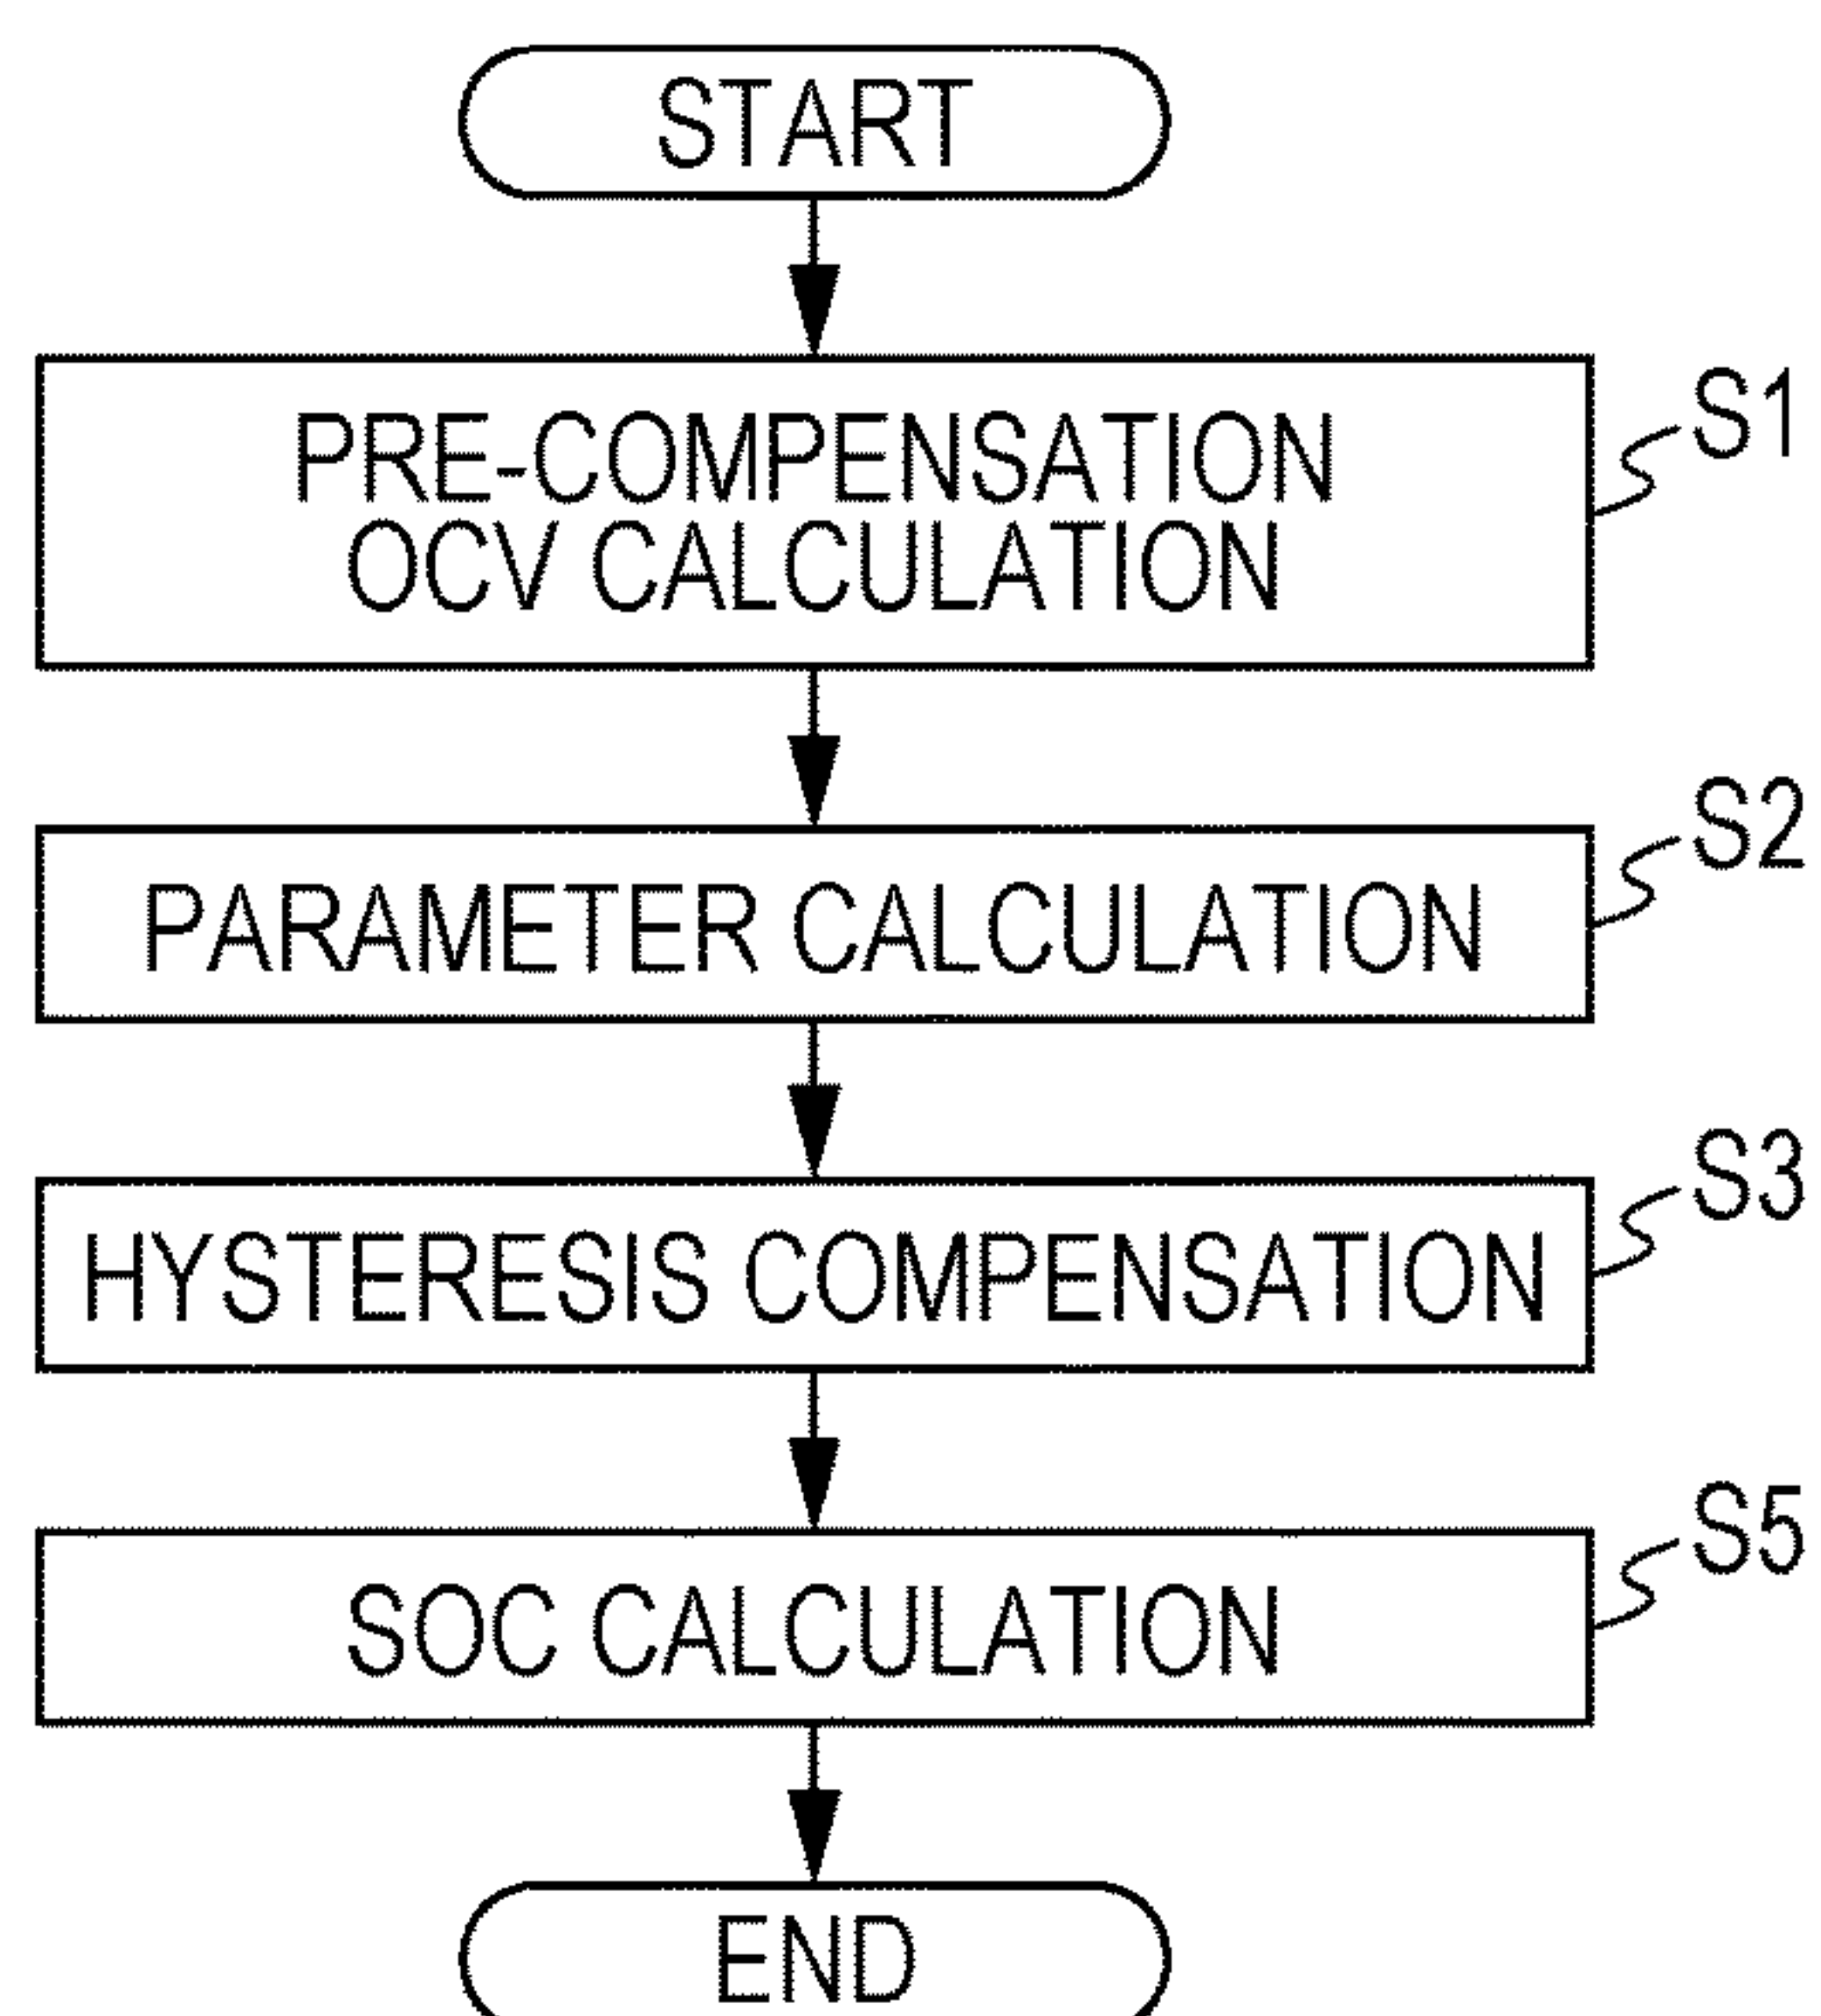 START
PRE-COMPENSATION
OCV CALCULATION
S1
PARAMETER CALCULATION
S2
HYSTERESIS COMPENSATION
S3
SOC CALCULATION
S5
END